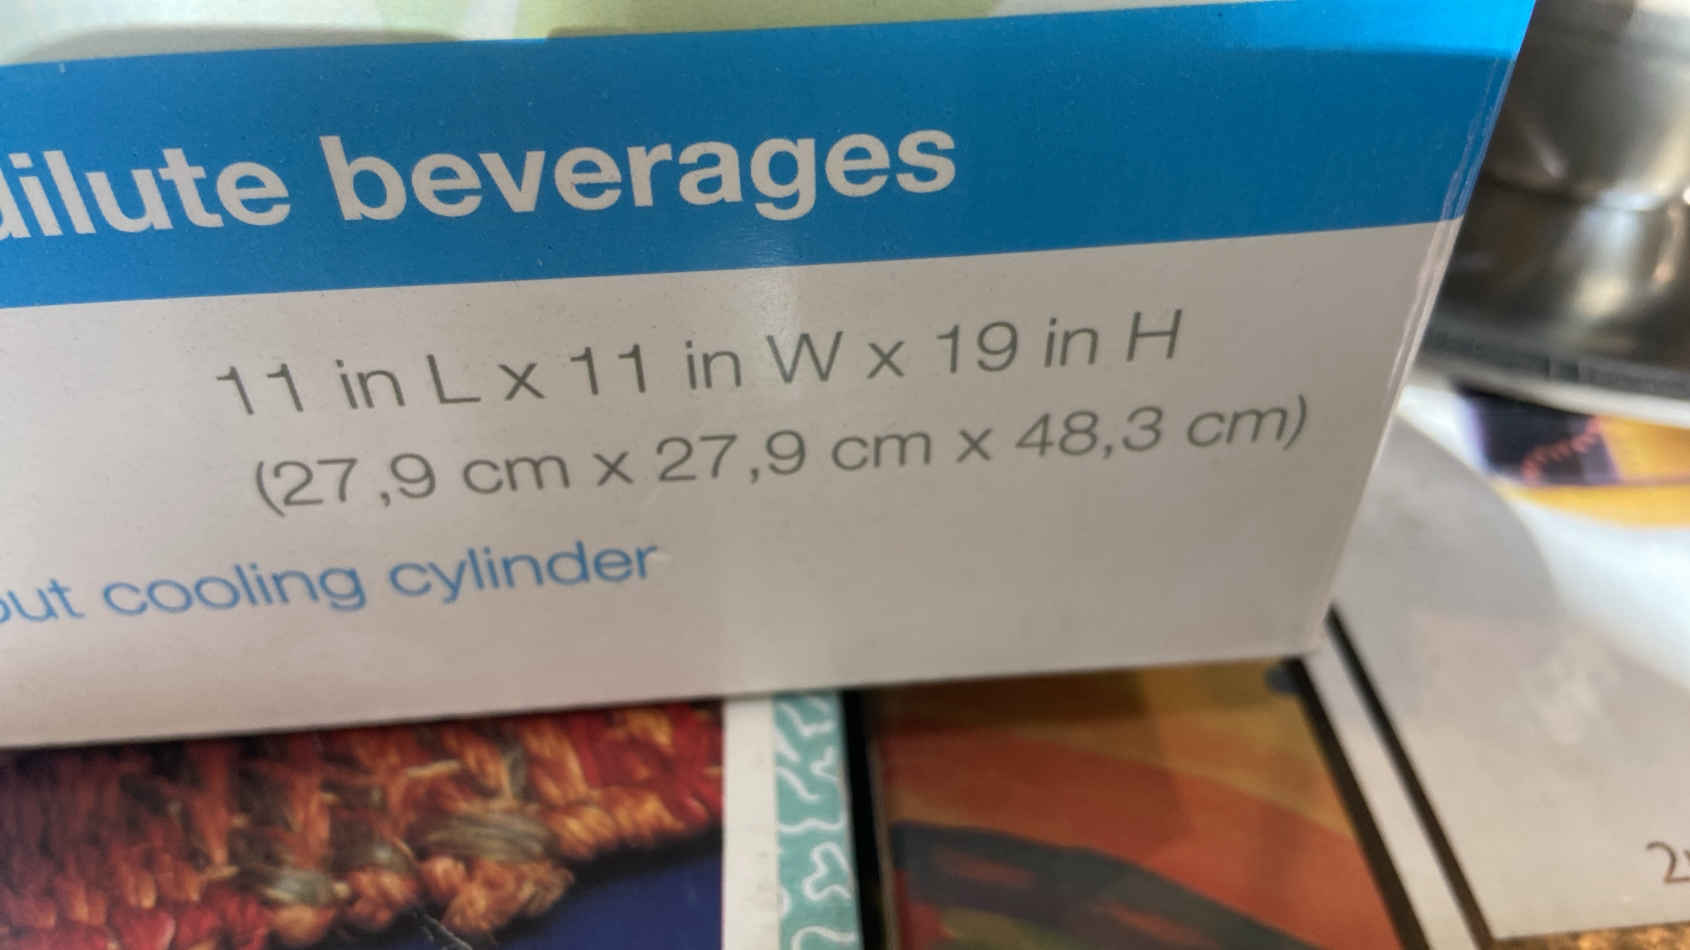 dilute beverages
11 in L x 11 in W x 19 in H
(27,9 cm x 27,9 cm x 48,3 cm)
out cooling cylinder